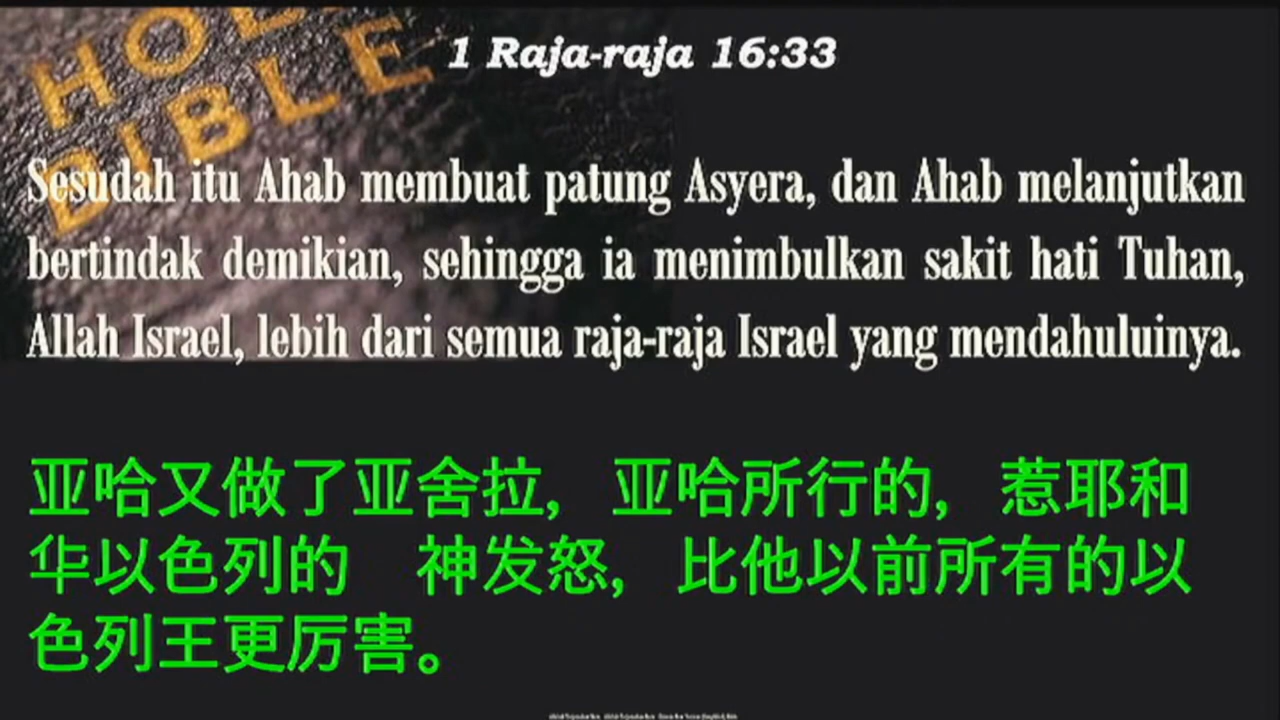 HOLY
BIBLE
1 Raja-raja 16:33
Sesudah itu Ahab membuat patung Asyera, dan Ahab melanjutkan
bertindak demikian, sehingga ia menimbulkan sakit hati Tuhan,
Allah Israel, lebih dari semua raja-raja Israel yang mendahuluinya.
亚哈又做了亚舍拉, 亚哈所行的, 惹耶和
华以色列的 神发怒, 比他以前所有的以
色列王更厉害。